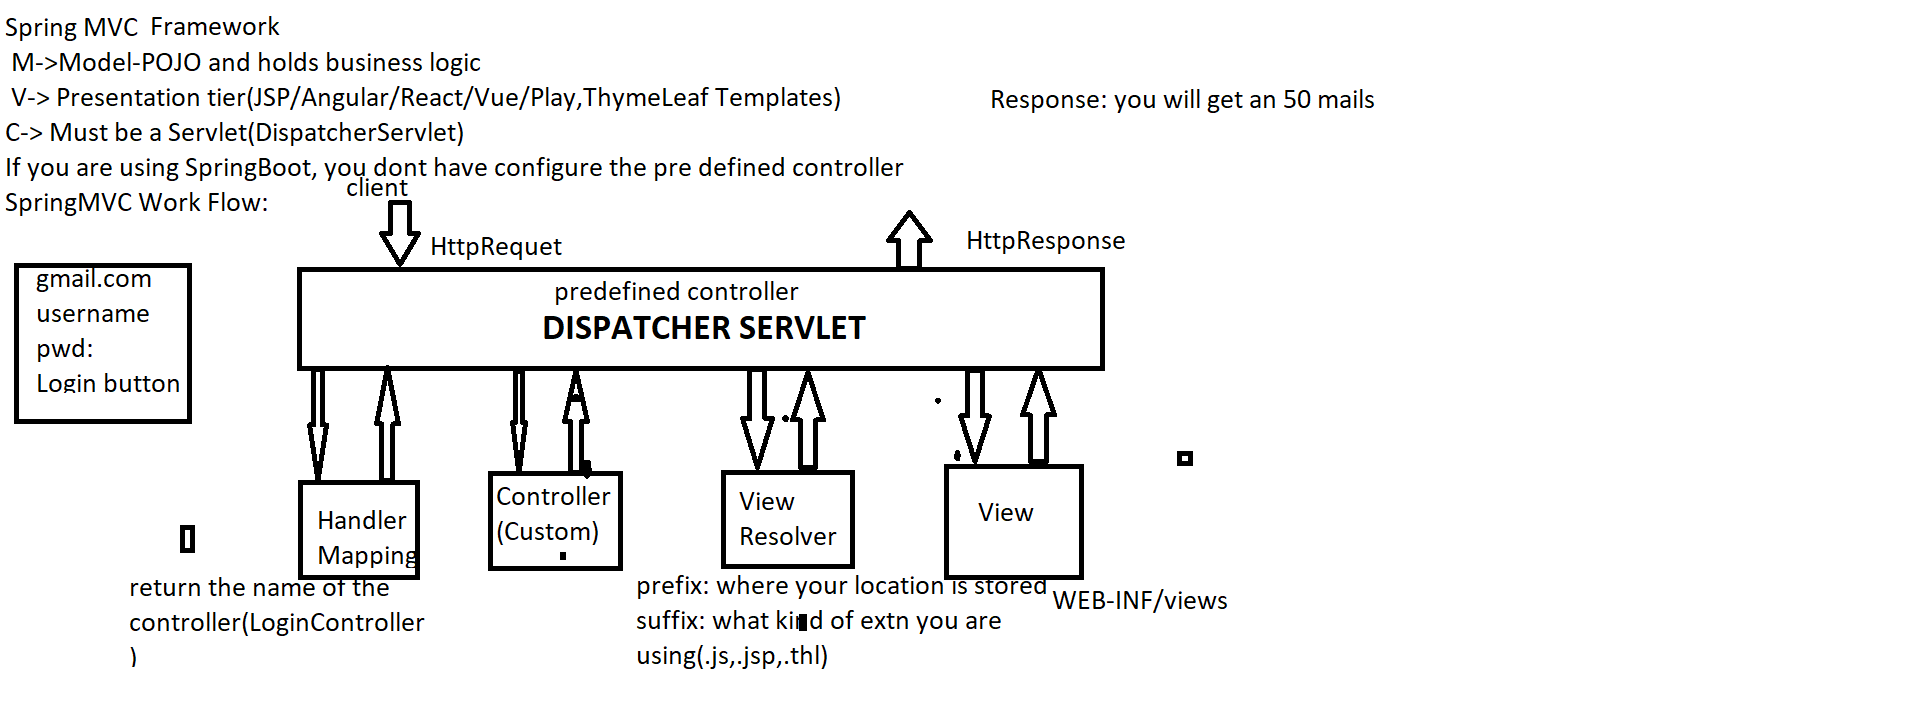 Spring MVC  Framework
M->Model-POJO and holds business logic
V-> Presentation tier(JSP/Angular/React/Vue/Play,ThymeLeaf Templates)
Response: you will get an 50 mails
C-> Must be a Servlet(DispatcherServlet)
If you are using SpringBoot, you dont have configure the pre defined controller
client
SpringMVC Work Flow:
HttpRequet
HttpResponse
gmail.com
username
pwd:
Login button
predefined controller
DISPATCHER SERVLET
Handler
Mapping
Controller
(Custom)
View
Resolver
View
return the name of the
controller(LoginController
)
prefix: where your location is stored
suffix: what kind of extn you are
using(.js,.jsp,.thl)
WEB-INF/views